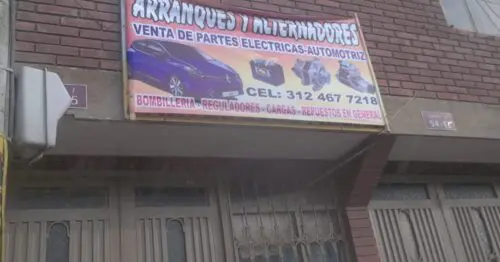 ARRANQUES Y ALTERNADORES
VENTA DE PARTES ELECTRICAS-AUTOMOTRIZ
CEL: 312 467 7218
BOMBILLERIA - REGULADORES - CARGAS - REPUESTOS EN GENERAL